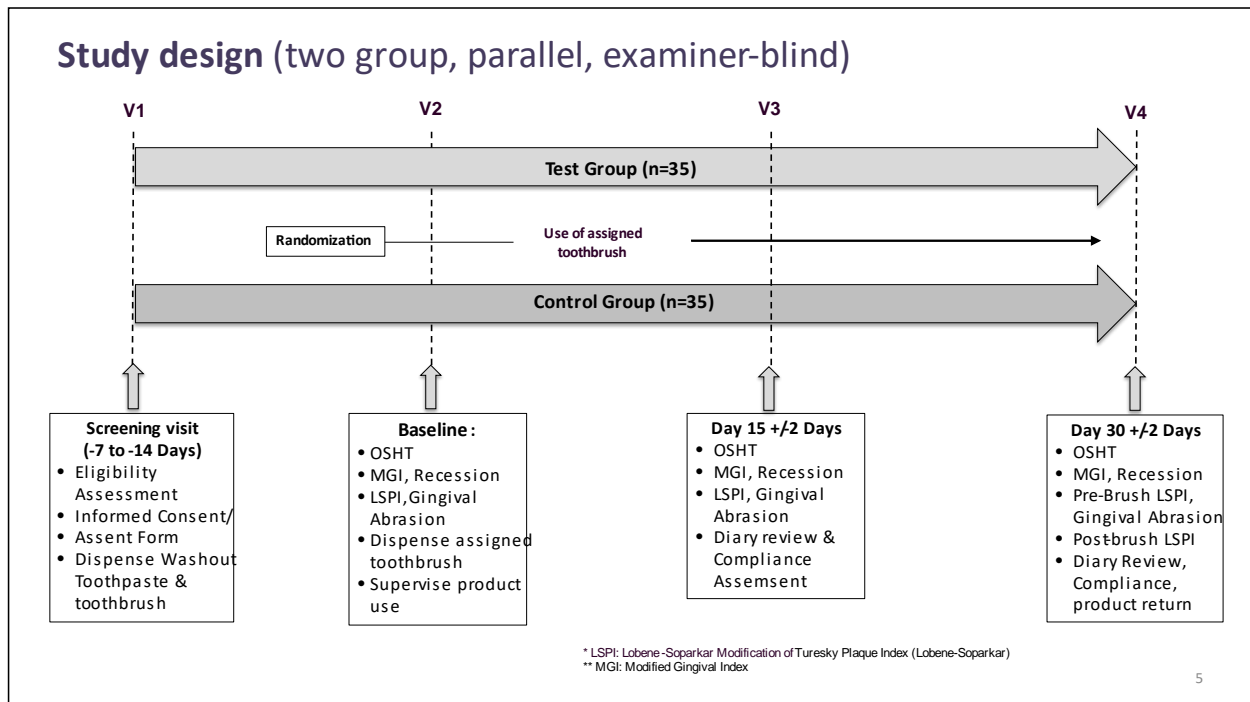 Study design (two group, parallel, examiner-blind)
V1
V2
V3
V4
Test Group (n=35)
Randomization
Use of assigned
toothbrush
Control Group (n=35)
Screening visit
(-7 to -14 Days)
• Eligibility
Assessment
• Informed Consent/
• Assent Form
• Dispense Washout
Toothpaste &
toothbrush
Baseline :
• OSHT
• MGI, Recession
• LSPI, Gingival
Abrasion
• Dispense assigned
toothbrush
• Supervise product
use
Day 15 +/2 Days
• OSHT
• MGI, Recession
• LSPI, Gingival
Abrasion
• Diary review &
Compliance
Assemsent
Day 30 +/2 Days
• OSHT
• MGI, Recession
• Pre-Brush LSPI,
Gingival Abrasion
• Post-brush LSPI
• Diary Review,
Compliance,
product return
* LSPI: Lobene-Soparkar Modification of Turesky Plaque Index (Lobene-Soparkar)
** MGI: Modified Gingival Index
5